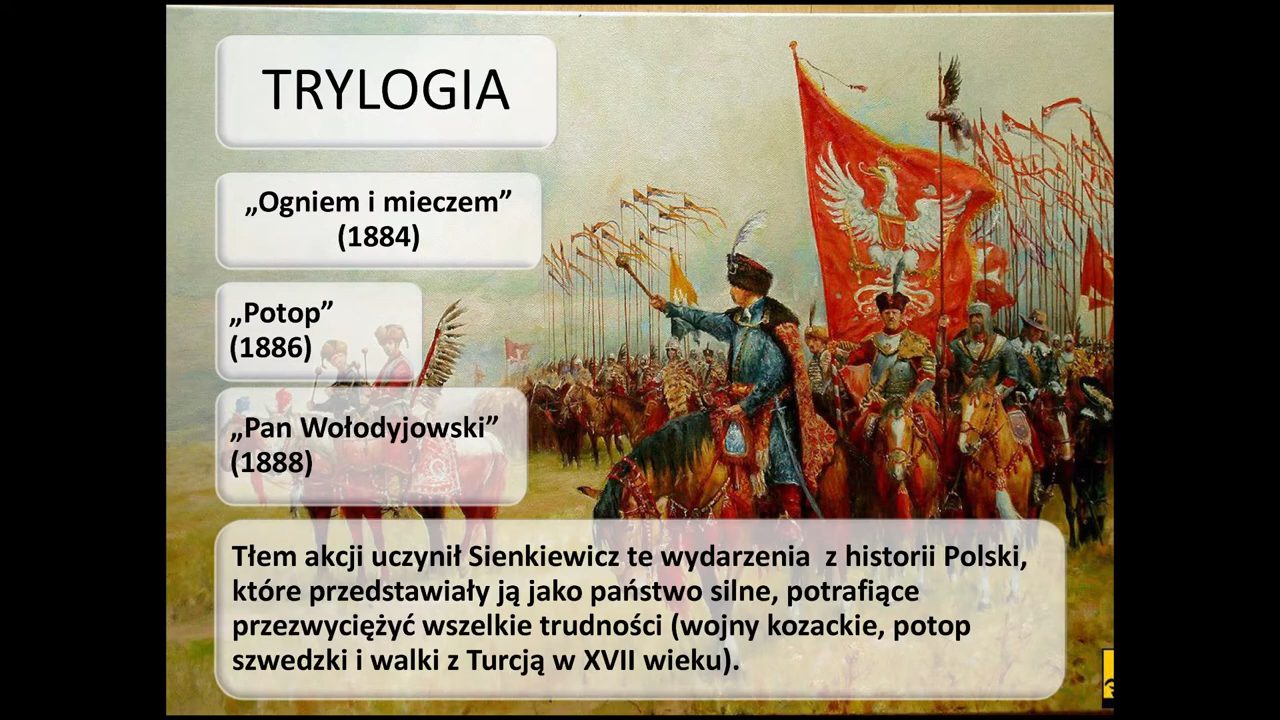 TRYLOGIA
„Ogniem i mieczem”
(1884)
„Potop”
(1886)
„Pan Wołodyjowski”
(1888)
Tłem akcji uczynił Sienkiewicz te wydarzenia z historii Polski,
które przedstawiały ją jako państwo silne, potrafiące
przezwyciężyć wszelkie trudności (wojny kozackie, potop
szwedzki i walki z Turcją w XVII wieku).